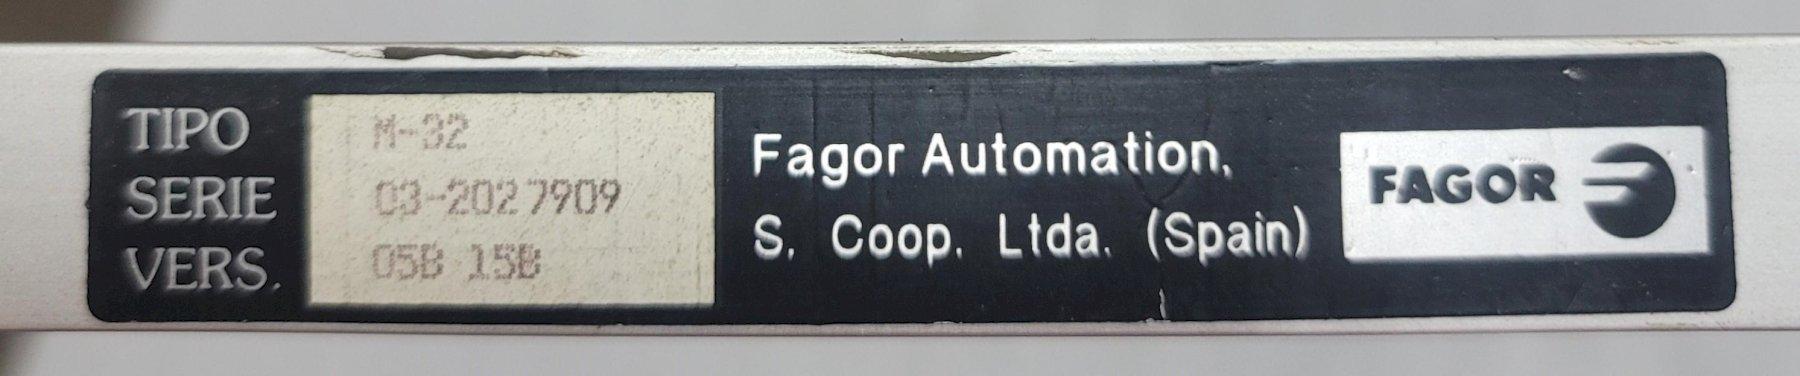 TIPO M-32
SERIE 03-2027909
VERS. 05B 15B
Fagor Automation,
S. Coop. Ltda. (Spain)
FAGOR